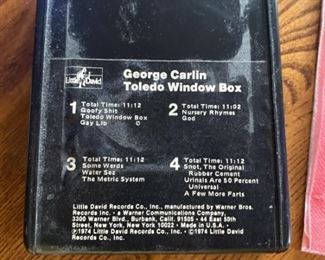 Little David
George Carlin
Toledo Window Box
1 Total Time: 11:12
Goofy Shit
Toledo Window Box
Gay Lib
2 Total Time: 11:02
Nursery Rhymes
God
3 Total Time: 11:12
Some Werds
Water Sez
The Metric System
4 Total Time: 11:12
Snot, The Original
Rubber Cement
Urinals Are 50 Percent
Universal
A Few More Farts
Little David Records Co., Inc., manufactured by Warner Bros.
Records Inc. • a Warner Communications Company,
3300 Warner Blvd., Burbank, Calif. 91505 • 44 East 50th
Street, New York, New York 10022 • Made in U.S.A.
℗1974 Little David Records Co., Inc. ©1974 Little David
Records Co., Inc.